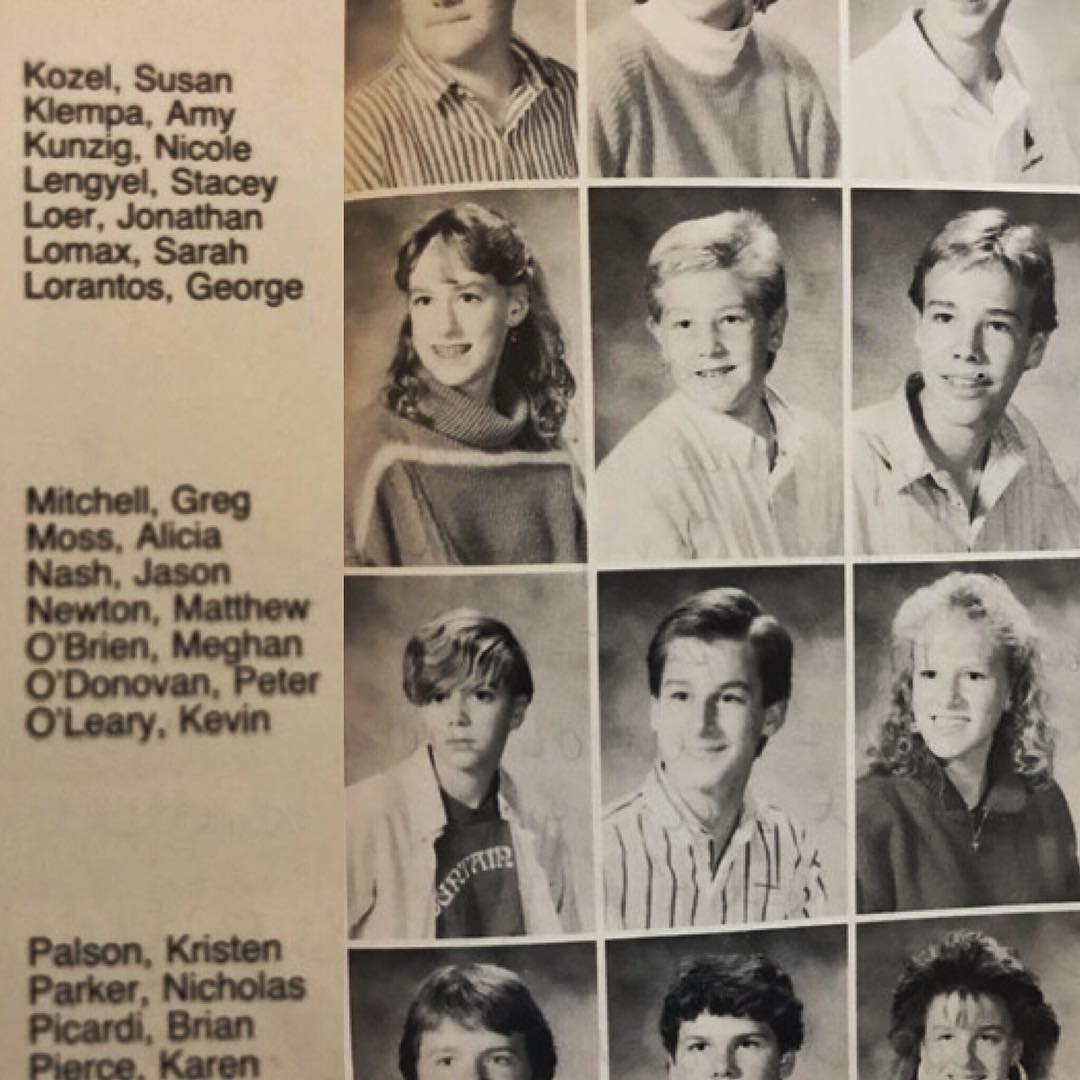 Kozel, Susan
Klempa, Amy
Kunzig, Nicole
Lengyel, Stacey
Loer, Jonathan
Lomax, Sarah
Lorantos, George
Mitchell, Greg
Moss, Alicia
Nash, Jason
Newton, Matthew
O'Brien, Meghan
O'Donovan, Peter
O'Leary, Kevin
Palson, Kristen
Parker, Nicholas
Picardi, Brian
Pierce, Karen